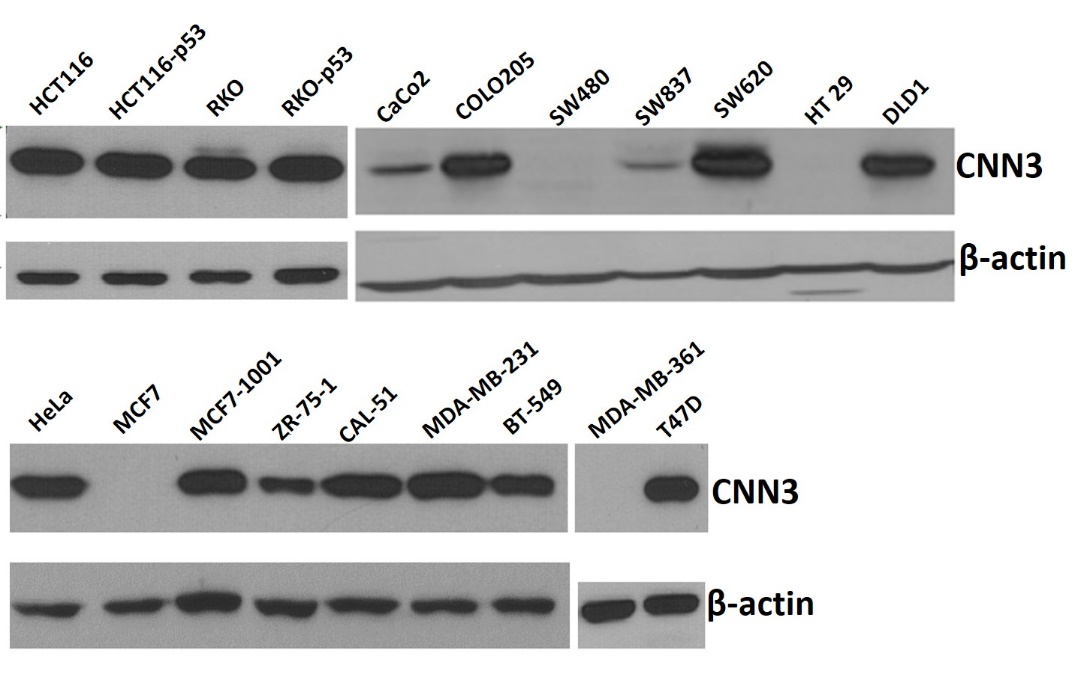 HCT116 HCT116-p53 RKO RKO-p53 CaCo2 COLO205 SW480 SW837 SW620 HT 29 DLD1
CNN3
β-actin
HeLa MCF7 MCF7-1001 ZR-75-1 CAL-51 MDA-MB-231 BT-549 MDA-MB-361 T47D
CNN3
β-actin